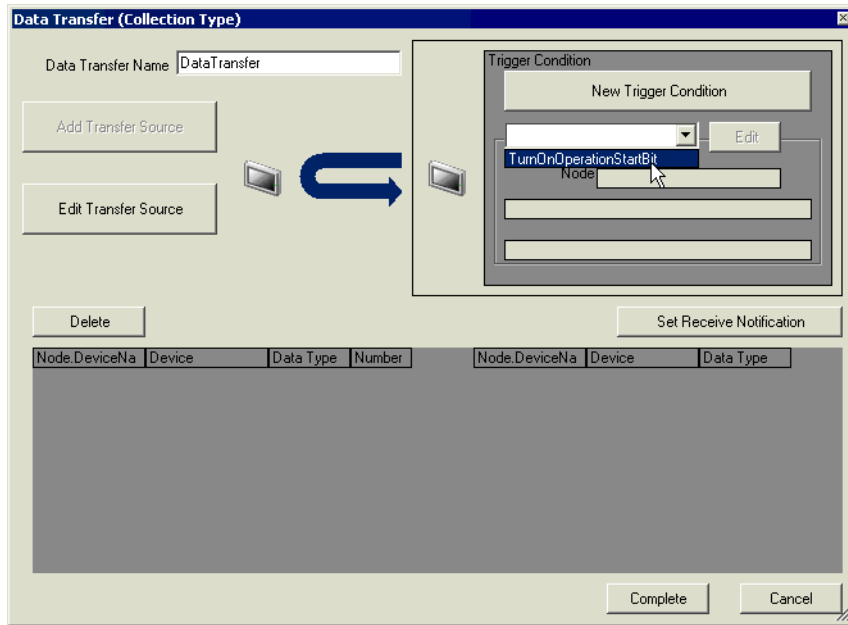 Data Transfer (Collection Type)
Data Transfer Name DataTransfer
Trigger Condition
New Trigger Condition
Add Transfer Source
Edit
TurnOnOperationStartBit
Node
Edit Transfer Source
Delete
Set Receive Notification
Node.DeviceNa Device Data Type Number Node.DeviceNa Device Data Type
Complete Cancel